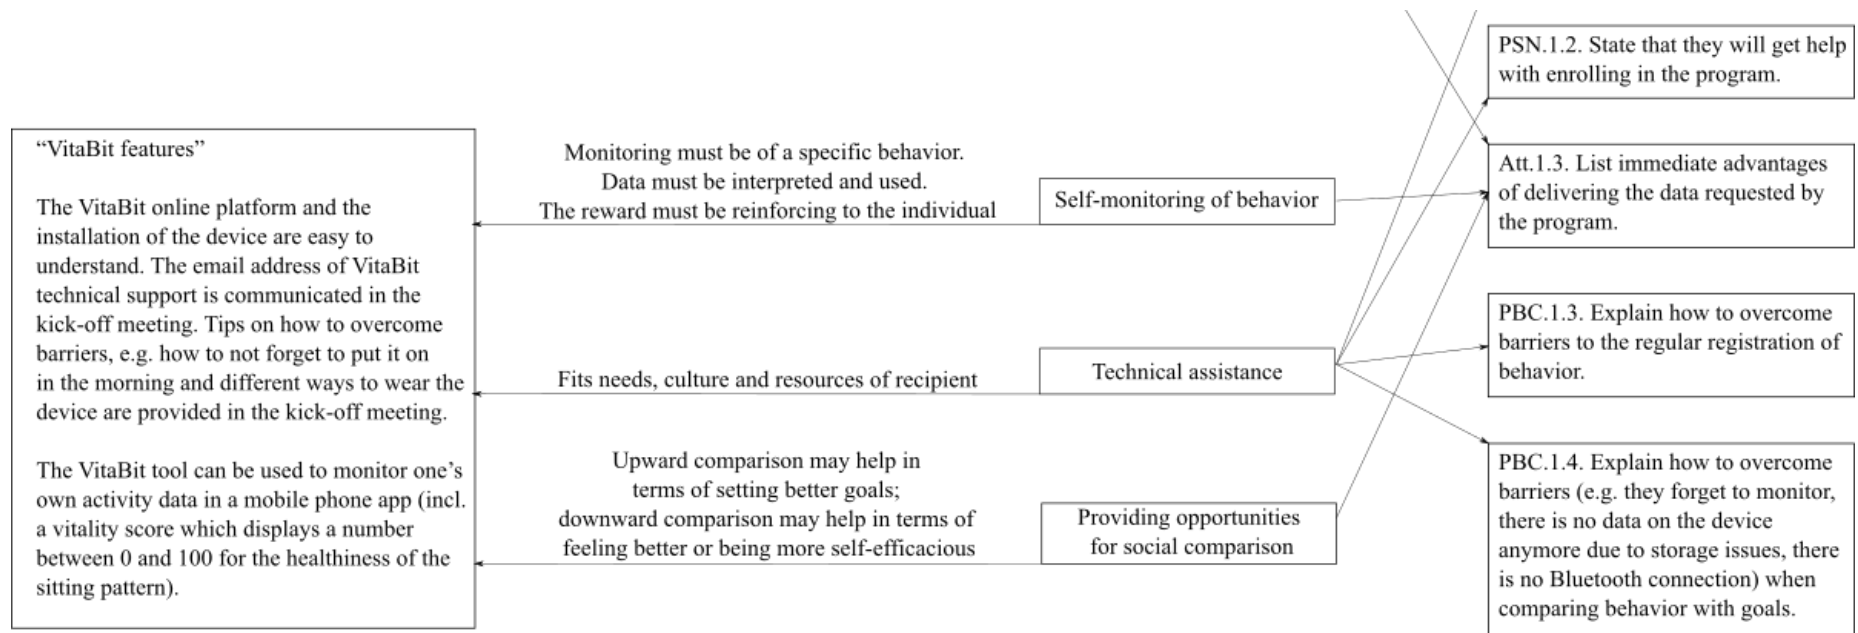 “VitaBit features”
The VitaBit online platform and the
installation of the device are easy to
understand. The email address of VitaBit
technical support is communicated in the
kick-off meeting. Tips on how to overcome
barriers, e.g. how to not forget to put it on
in the morning and different ways to wear the
device are provided in the kick-off meeting.
The VitaBit tool can be used to monitor one’s
own activity data in a mobile phone app (incl.
a vitality score which displays a number
between 0 and 100 for the healthiness of the
sitting pattern).
Monitoring must be of a specific behavior.
Data must be interpreted and used.
The reward must be reinforcing to the individual
Fits needs, culture and resources of recipient
Upward comparison may help in
terms of setting better goals;
downward comparison may help in terms of
feeling better or being more self-efficacious
Self-monitoring of behavior
Technical assistance
Providing opportunities
for social comparison
PSN.1.2. State that they will get help
with enrolling in the program.
Att.1.3. List immediate advantages
of delivering the data requested by
the program.
PBC.1.3. Explain how to overcome
barriers to the regular registration of
behavior.
PBC.1.4. Explain how to overcome
barriers (e.g. they forget to monitor,
there is no data on the device
anymore due to storage issues, there
is no Bluetooth connection) when
comparing behavior with goals.